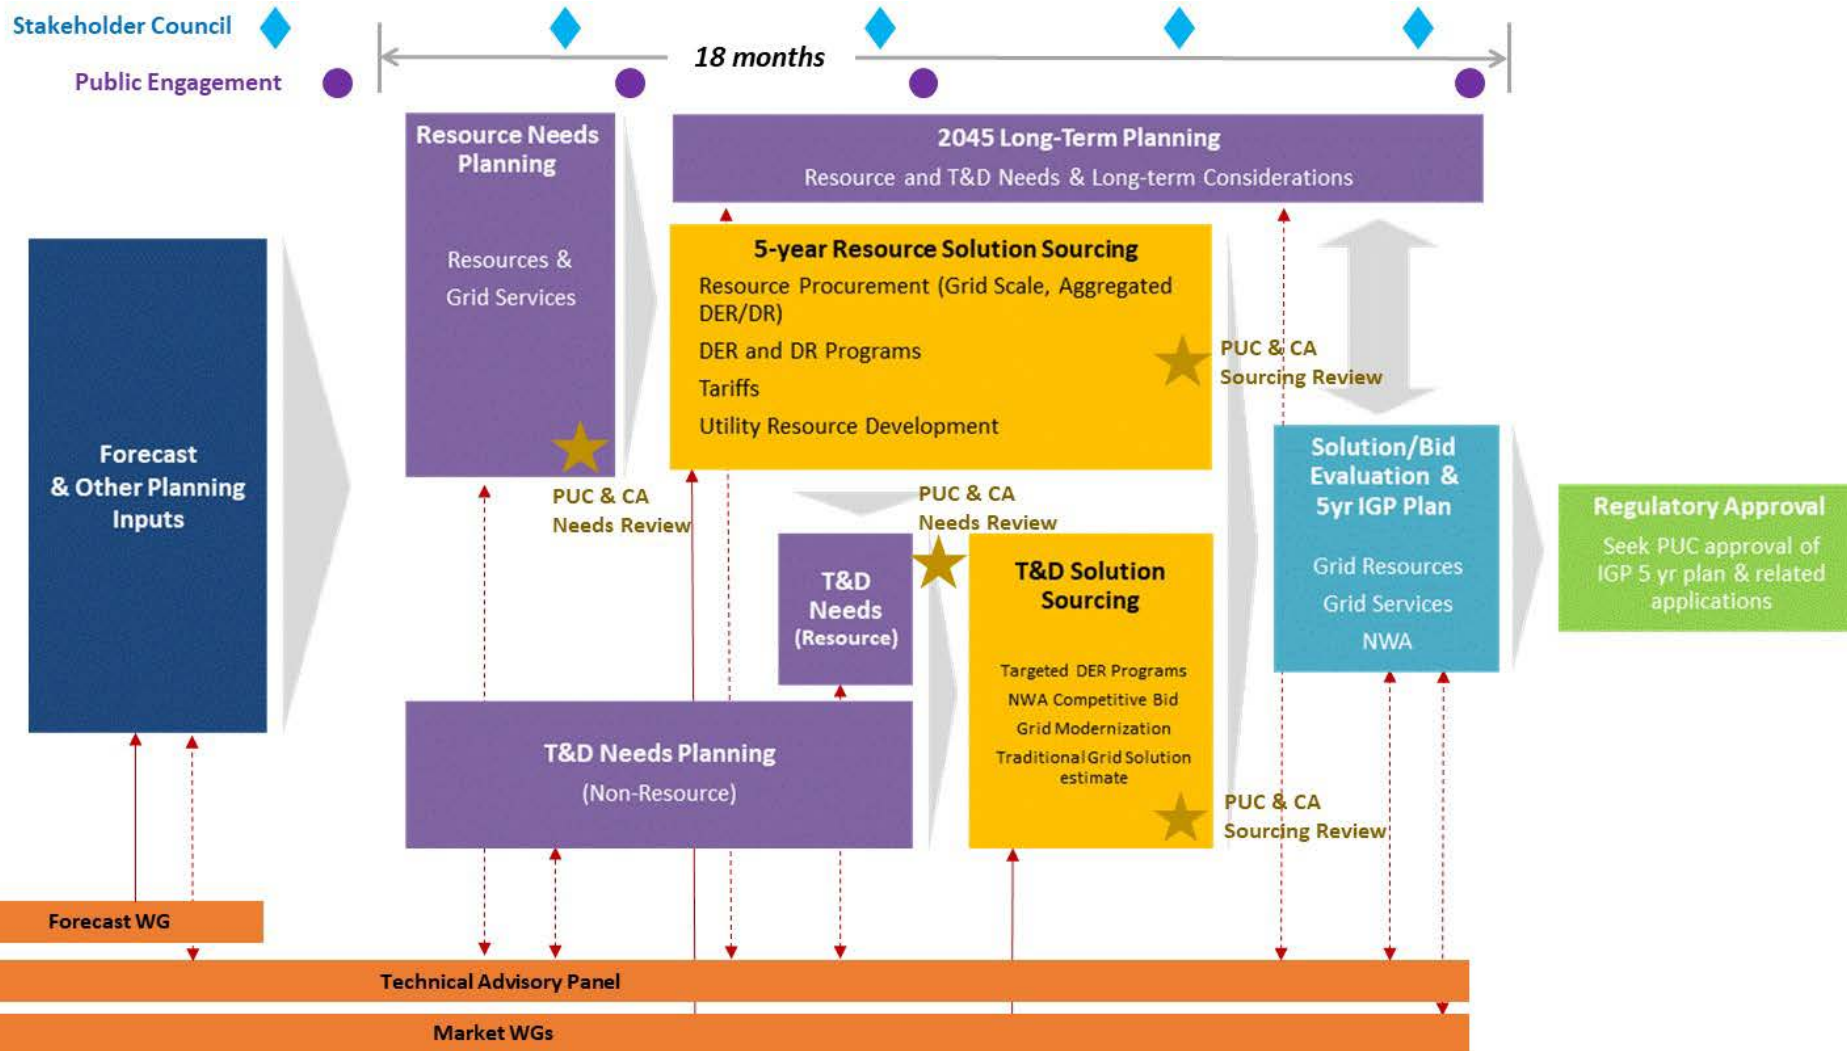 Stakeholder Council
18 months
Public Engagement
Resource Needs
Planning
Resources &
Grid Services
PUC & CA
Needs Review
2045 Long-Term Planning
Resource and T&D Needs & Long-term Considerations
5-year Resource Solution Sourcing
Resource Procurement (Grid Scale, Aggregated
DER/DR)
DER and DR Programs
Tariffs
Utility Resource Development
PUC & CA
Sourcing Review
Forecast
& Other Planning
Inputs
PUC & CA
Needs Review
T&D
Needs
(Resource)
T&D Needs Planning
(Non-Resource)
T&D Solution
Sourcing
Targeted DER Programs
NWA Competitive Bid
Grid Modernization
Traditional Grid Solution
estimate
PUC & CA
Sourcing Review
Solution/Bid
Evaluation &
5yr IGP Plan
Grid Resources
Grid Services
NWA
Regulatory Approval
Seek PUC approval of
IGP 5 yr plan & related
applications
Forecast WG
Technical Advisory Panel
Market WGs